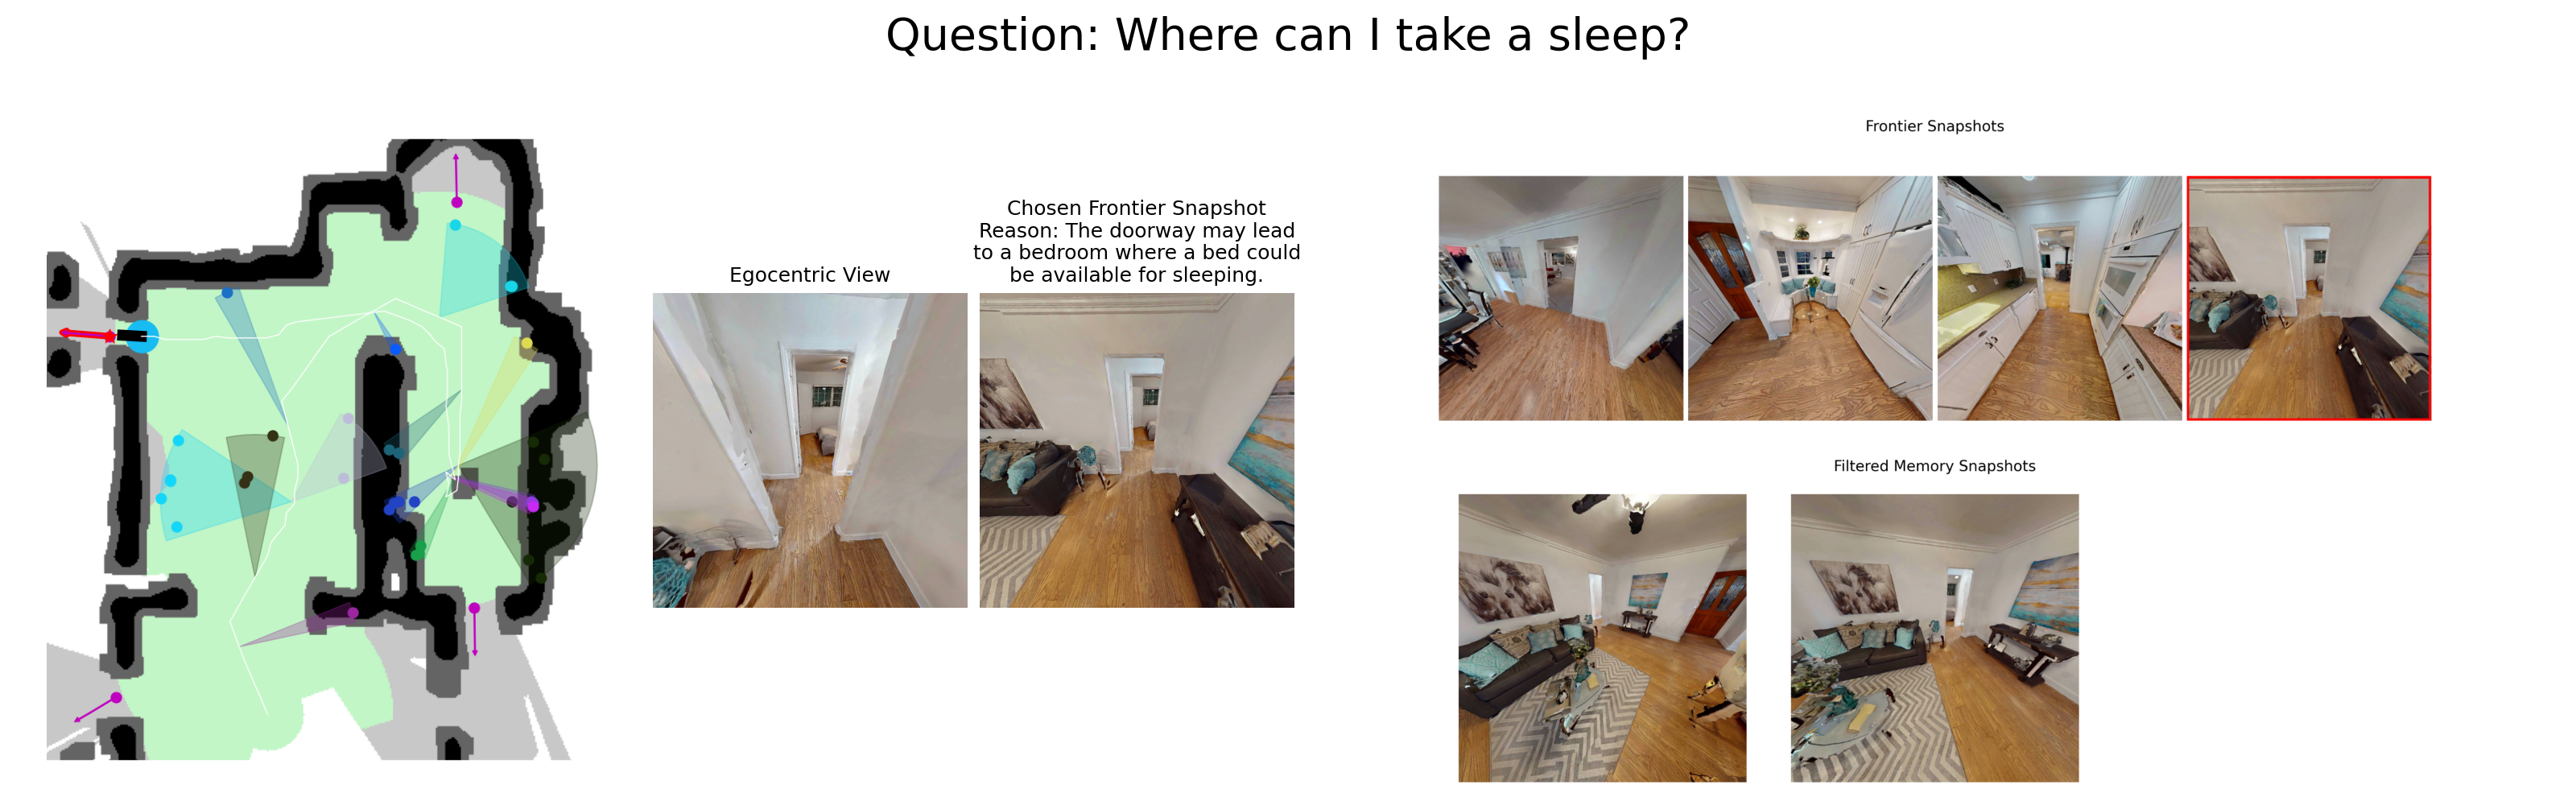 Question: Where can I take a sleep?
Egocentric View
Chosen Frontier Snapshot
Reason: The doorway may lead
to a bedroom where a bed could
be available for sleeping.
Frontier Snapshots
Filtered Memory Snapshots